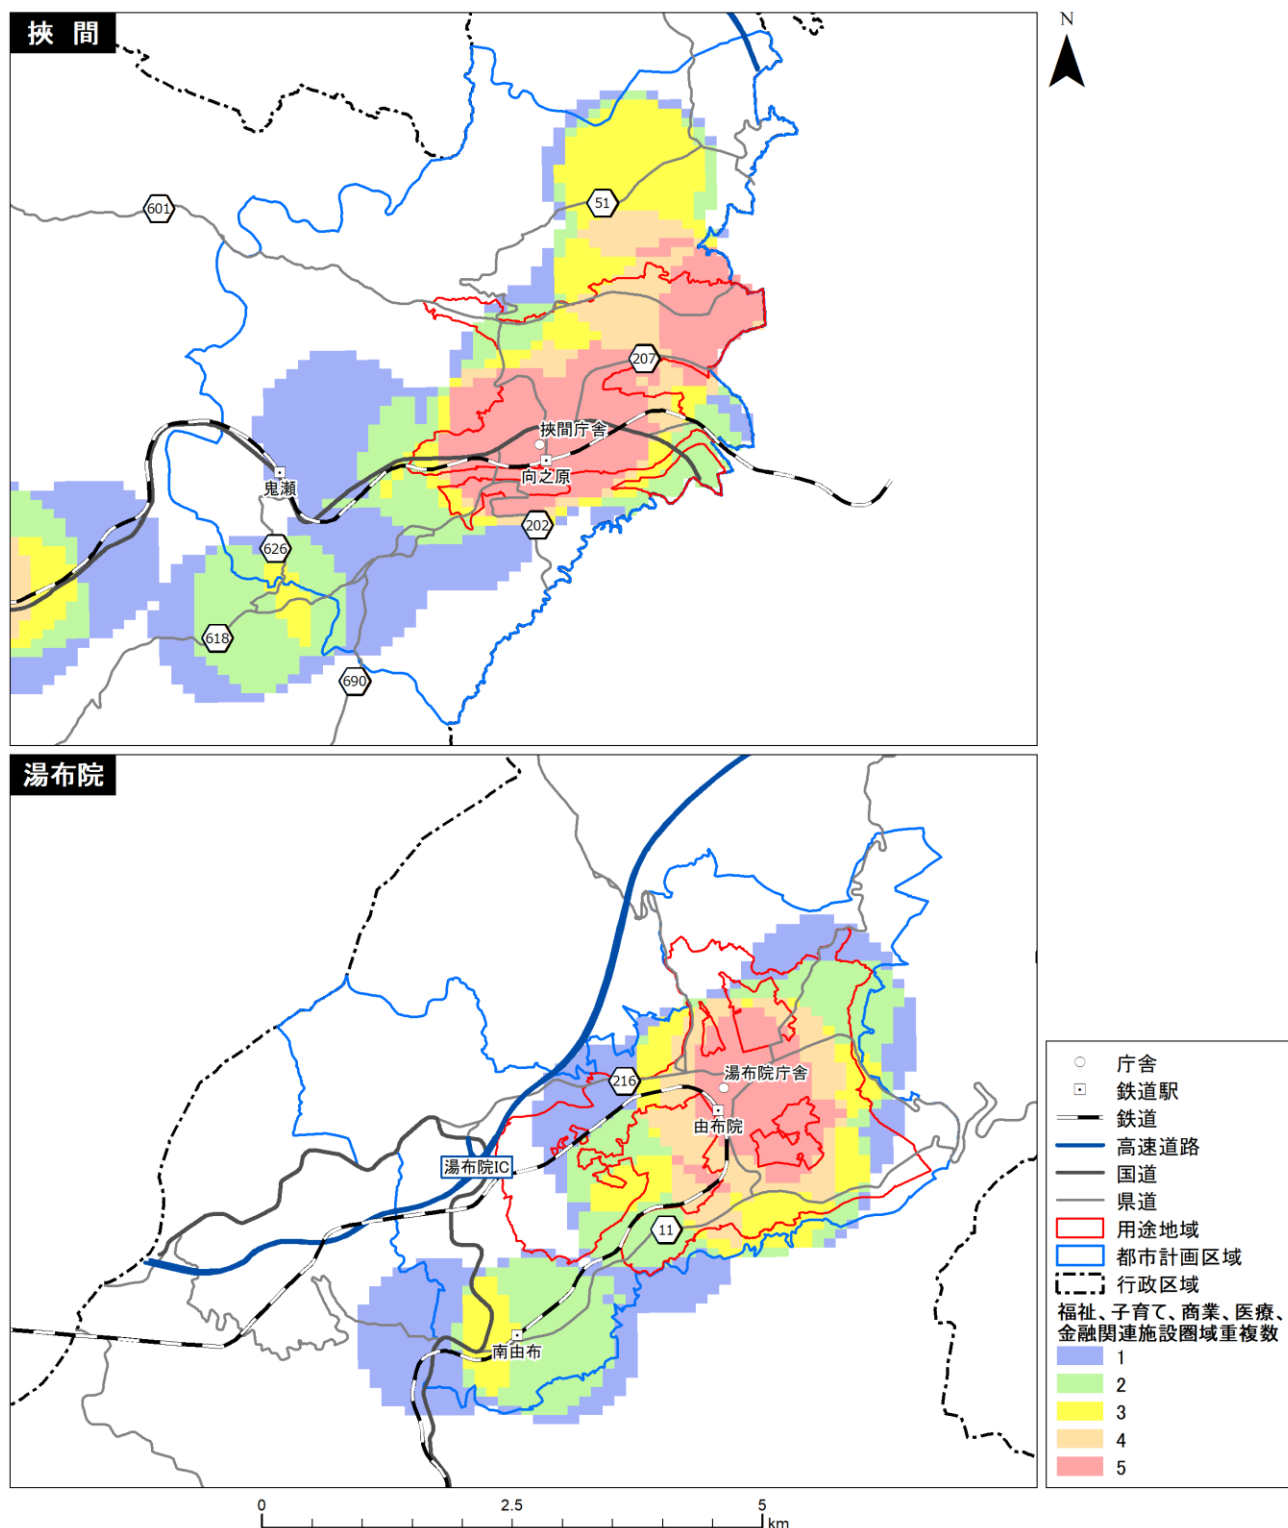 挾 間
N
601
51
207
挾間庁舎
向之原
鬼瀬
202
626
618
690
湯布院
216
湯布院庁舎
由布院
湯布院IC
11
南由布
庁舎
鉄道駅
鉄道
高速道路
国道
県道
用途地域
都市計画区域
行政区域
福祉、子育て、商業、医療、
金融関連施設圏域重複数
1
2
3
4
5
0 2.5 5
km